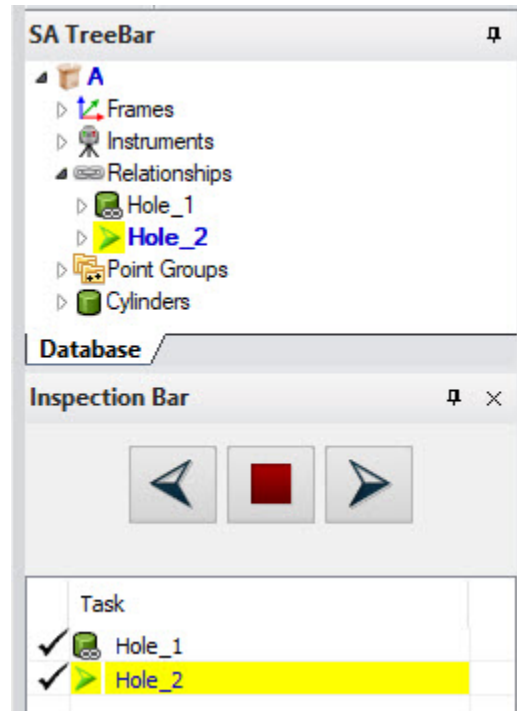 SA TreeBar
A
Frames
Instruments
Relationships
Hole_1
Hole_2
Point Groups
Cylinders
Database
Inspection Bar
Task
Hole_1
Hole_2